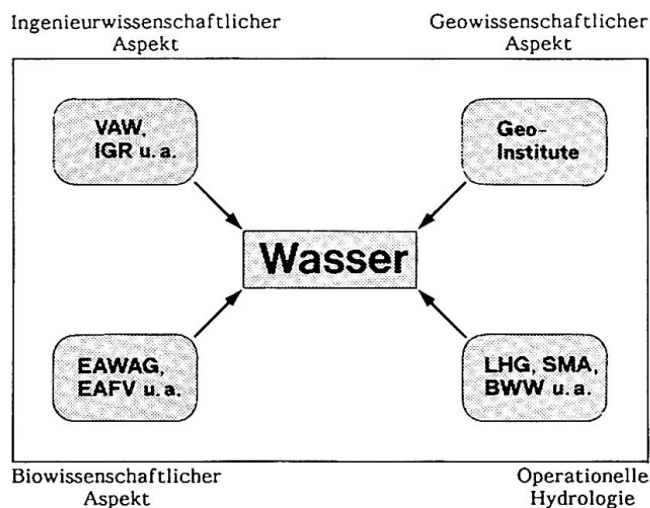 Ingenieurwissenschaftlicher
Aspekt
Geowissenschaftlicher
Aspekt
VAW,
IGR u. a.
Geo-
Institute
Wasser
EAWAG,
EAFV u. a.
LHG, SMA,
BWW u. a.
Biowissenschaftlicher
Aspekt
Operationelle
Hydrologie